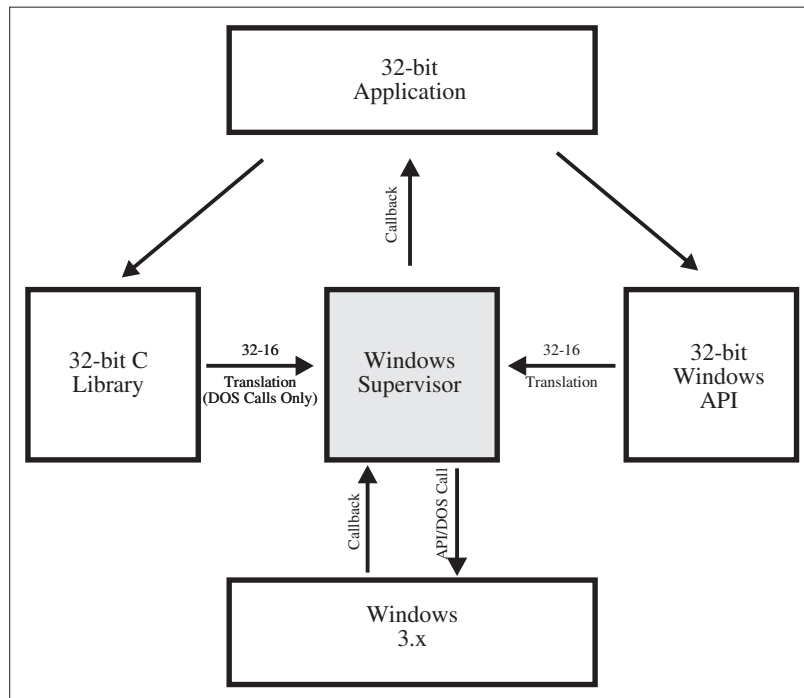 32-bit
Application
Callback
32-bit C
Library
32-16
Translation
(DOS Calls Only)
Windows
Supervisor
32-16
Translation
32-bit
Windows
API
Callback
API/DOS Call
Windows
3.x